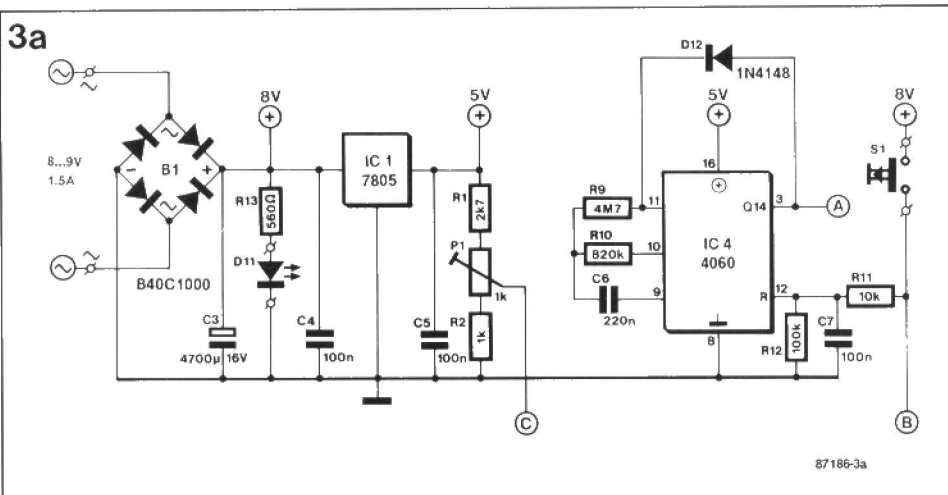 3a
8...9V
1.5A
B1
B40C1000
C3
4700µ 16V
8V
R13
560Ω
D11
C4
100n
IC 1
7805
5V
C5
100n
R1
2k7
P1
1k
R2
1k
C
D12
1N4148
5V
16
R9
4M7
11
R10
820k
10
C6
220n
9
IC 4
4060
Q14
3
A
R
12
8
R12
100k
C7
100n
R11
10k
8V
S1
B
87186-3a